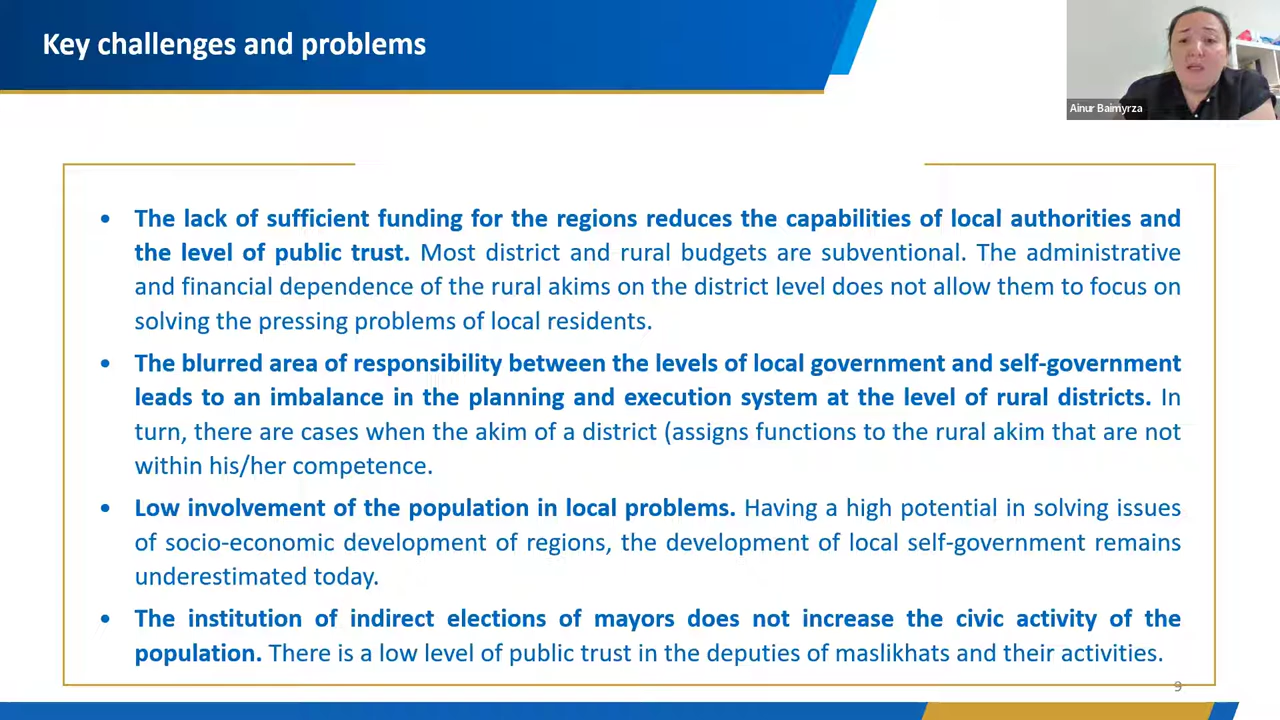 Key challenges and problems
Ainur Baimyrza
• The lack of sufficient funding for the regions reduces the capabilities of local authorities and
the level of public trust. Most district and rural budgets are subventional. The administrative
and financial dependence of the rural akims on the district level does not allow them to focus on
solving the pressing problems of local residents.
• The blurred area of responsibility between the levels of local government and self-government
leads to an imbalance in the planning and execution system at the level of rural districts. In
turn, there are cases when the akim of a district (assigns functions to the rural akim that are not
within his/her competence.
• Low involvement of the population in local problems. Having a high potential in solving issues
of socio-economic development of regions, the development of local self-government remains
underestimated today.
• The institution of indirect elections of mayors does not increase the civic activity of the
population. There is a low level of public trust in the deputies of maslikhats and their activities.
9